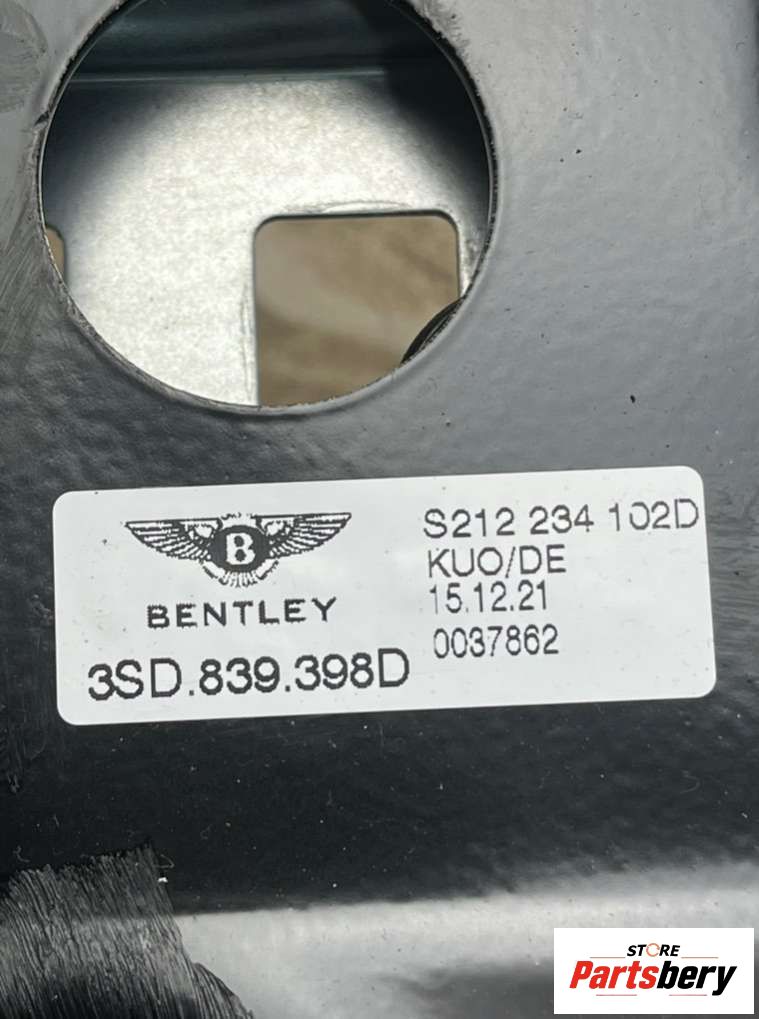 B
BENTLEY
3SD.839.398D
S212 234 102D
KUO/DE
15.12.21
0037862
STORE
Partsbery